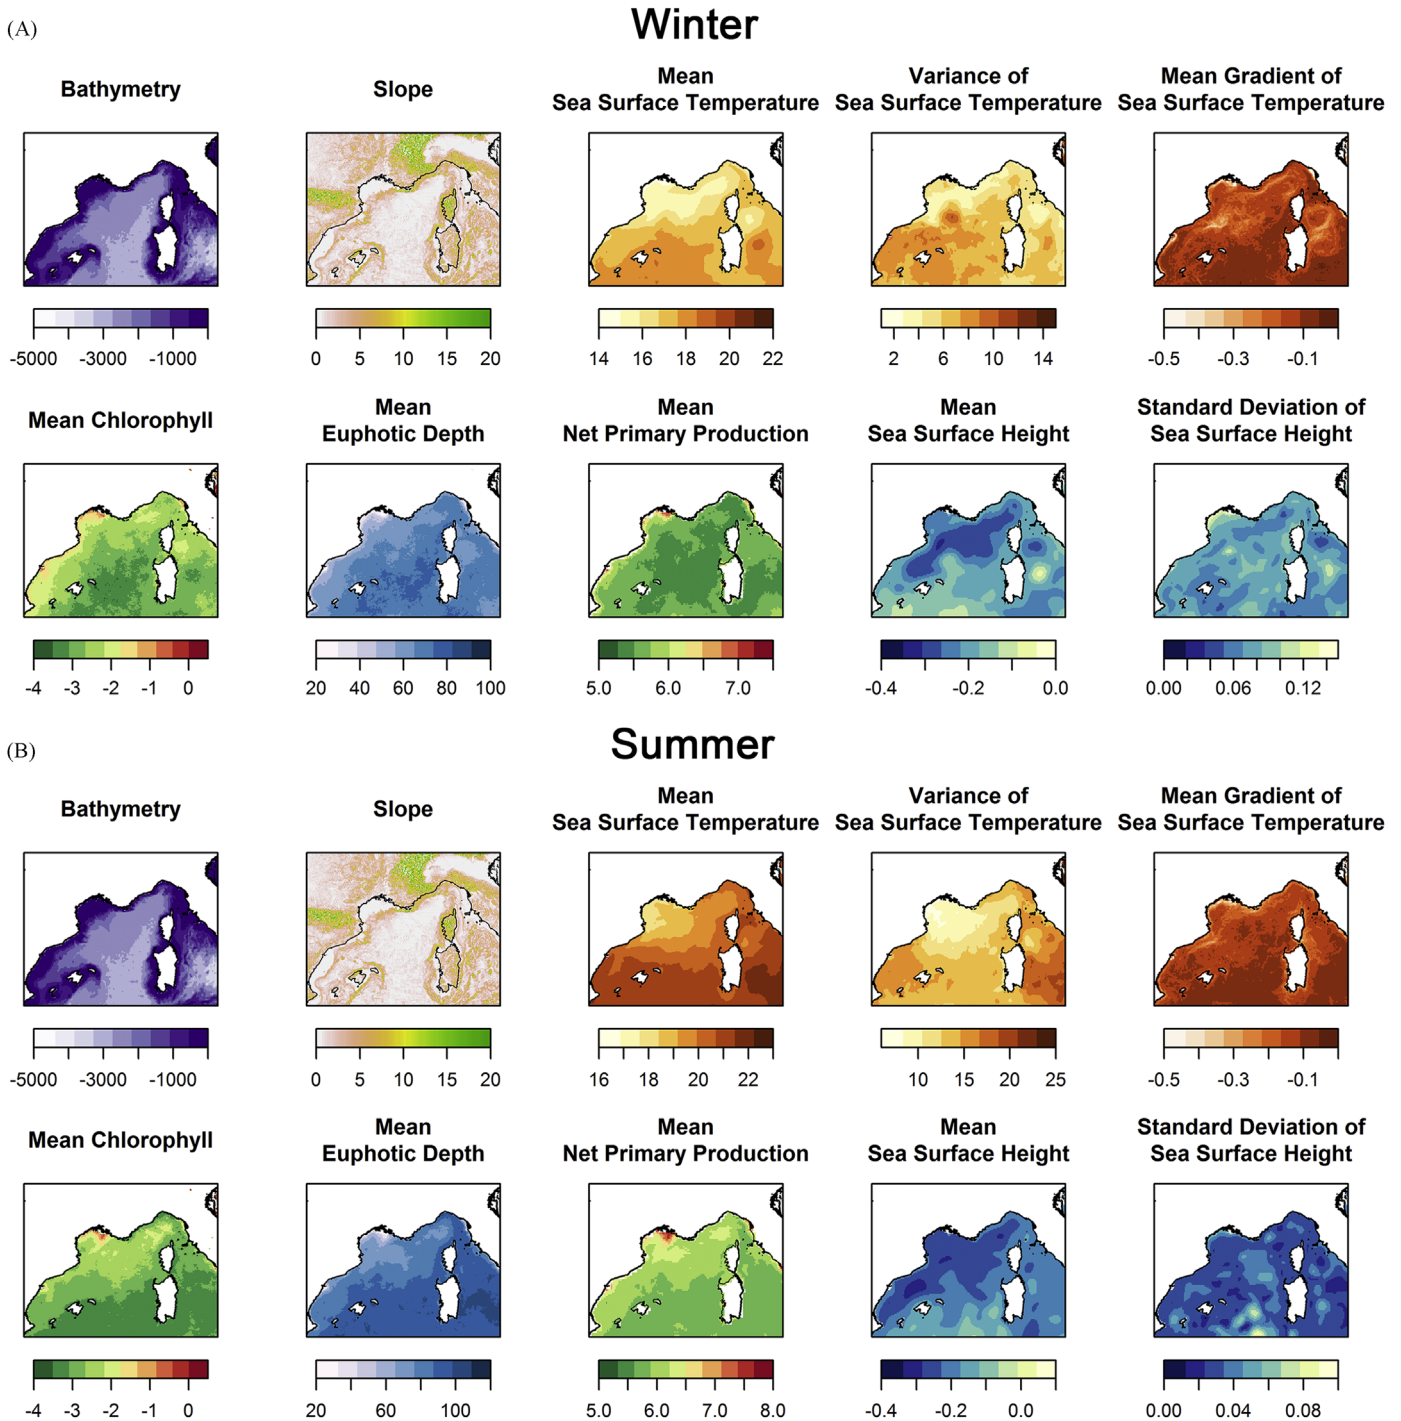 (A)
Winter
Bathymetry
Slope
Mean
Sea Surface Temperature
Variance of
Sea Surface Temperature
Mean Gradient of
Sea Surface Temperature
-5000 -3000 -1000
0 5 10 15 20
14 16 18 20 22
2 6 10 14
-0.5 -0.3 -0.1
Mean Chlorophyll
Mean
Euphotic Depth
Mean
Net Primary Production
Mean
Sea Surface Height
Standard Deviation of
Sea Surface Height
-4 -3 -2 -1 0
20 40 60 80 100
5.0 6.0 7.0
-0.4 -0.2 0.0
0.00 0.06 0.12
(B)
Summer
Bathymetry
Slope
Mean
Sea Surface Temperature
Variance of
Sea Surface Temperature
Mean Gradient of
Sea Surface Temperature
-5000 -3000 -1000
0 5 10 15 20
16 18 20 22
10 15 20 25
-0.5 -0.3 -0.1
Mean Chlorophyll
Mean
Euphotic Depth
Mean
Net Primary Production
Mean
Sea Surface Height
Standard Deviation of
Sea Surface Height
-4 -3 -2 -1 0
20 60 100
5.0 6.0 7.0 8.0
-0.4 -0.2 0.0
0.00 0.04 0.08